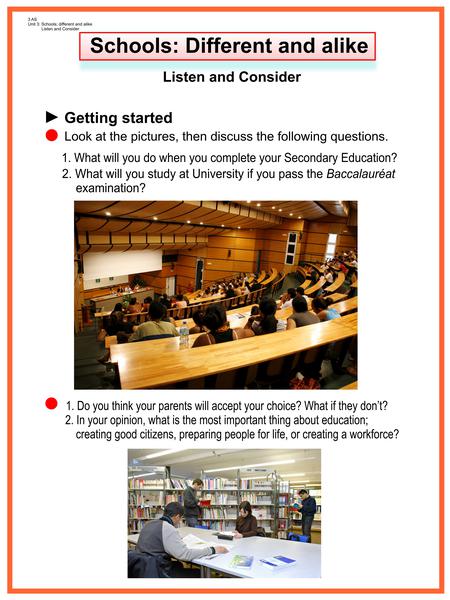 3 AS
Unit 3: Schools: different and alike
Listen and Consider
Schools: Different and alike
Listen and Consider
► Getting started
Look at the pictures, then discuss the following questions.
1. What will you do when you complete your Secondary Education?
2. What will you study at University if you pass the Baccalauréat
examination?
1. Do you think your parents will accept your choice? What if they don't?
2. In your opinion, what is the most important thing about education;
creating good citizens, preparing people for life, or creating a workforce?